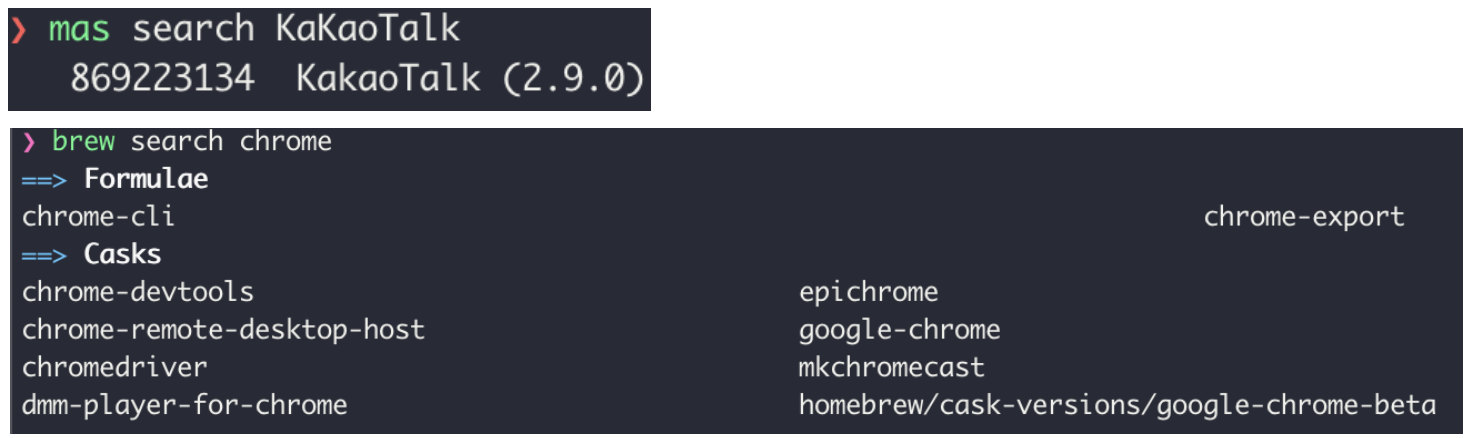 ❯ mas search KaKaoTalk
869223134 KakaoTalk (2.9.0)
❯ brew search chrome
==> Formulae
chrome-cli chrome-export
==> Casks
chrome-devtools epichrome
chrome-remote-desktop-host google-chrome
chromedriver mkchromecast
dmm-player-for-chrome homebrew/cask-versions/google-chrome-beta